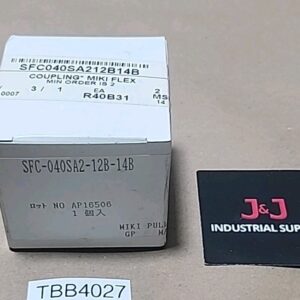 SFC040SA212B14B
COUPLING* MIKI FLEX
MIN ORDER IS 2
0007
3 / 1
EA
R40B31
2
MS
14
SFC-040SA2-12B-14B
ロット NO AP16506
1 個入
MIKI PUL
GP
J&J
INDUSTRIAL SUP
TBB4027